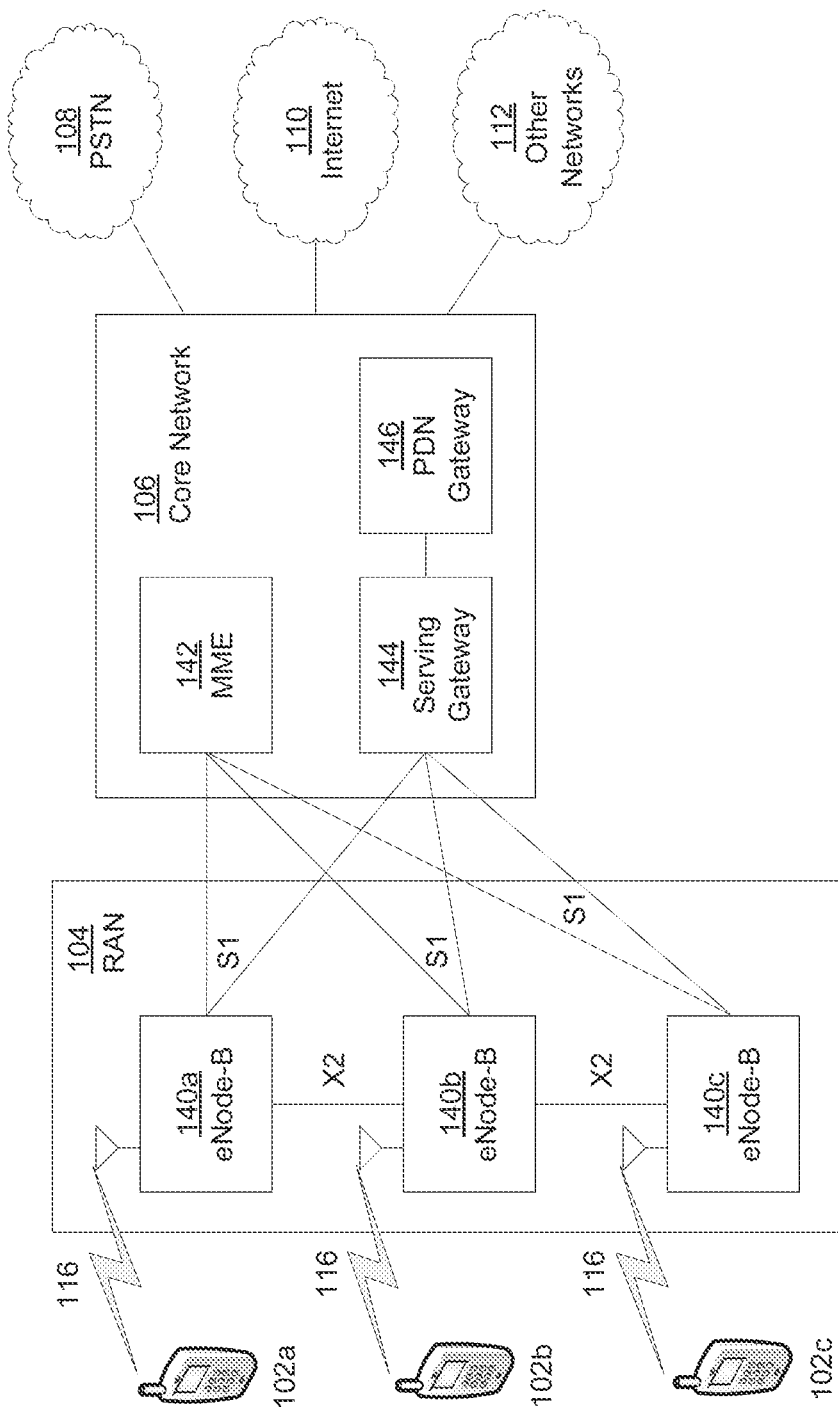 116
102a
116
102b
116
102c
104
RAN
140a
eNode-B
X2
140b
eNode-B
X2
140c
eNode-B
S1
S1
S1
106
Core Network
142
MME
144
Serving
Gateway
146
PDN
Gateway
108
PSTN
110
Internet
112
Other
Networks